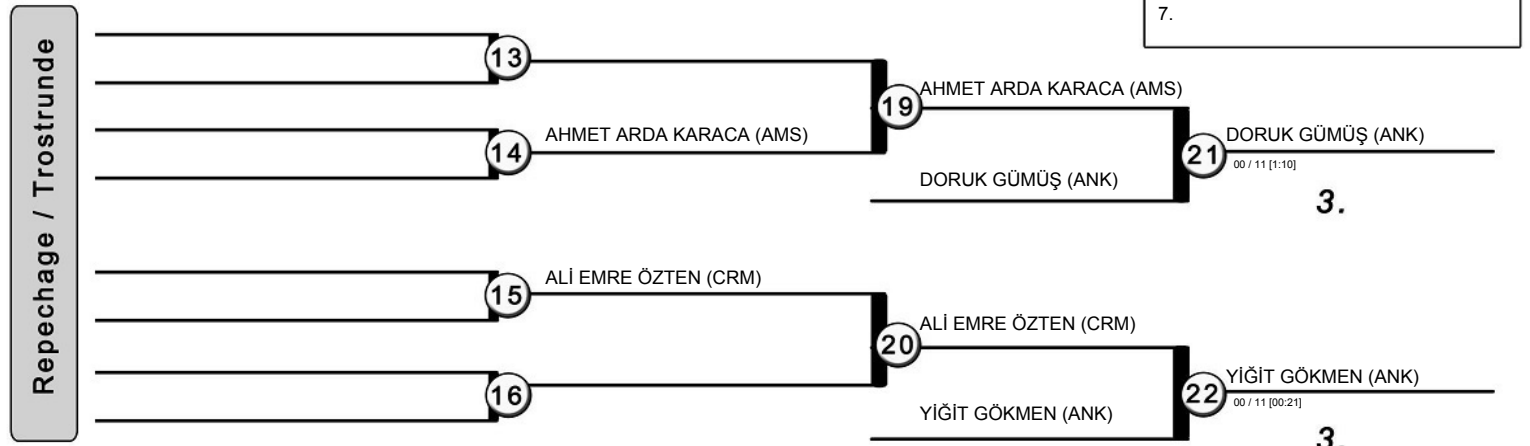 7.
Repechage / Trostrunde
13
19
AHMET ARDA KARACA (AMS)
14
AHMET ARDA KARACA (AMS)
21
DORUK GÜMÜŞ (ANK)
00 / 11 [1:10]
DORUK GÜMÜŞ (ANK)
3.
15
ALİ EMRE ÖZTEN (CRM)
20
ALİ EMRE ÖZTEN (CRM)
16
22
YİĞİT GÖKMEN (ANK)
00 / 11 [00:21]
YİĞİT GÖKMEN (ANK)
3.